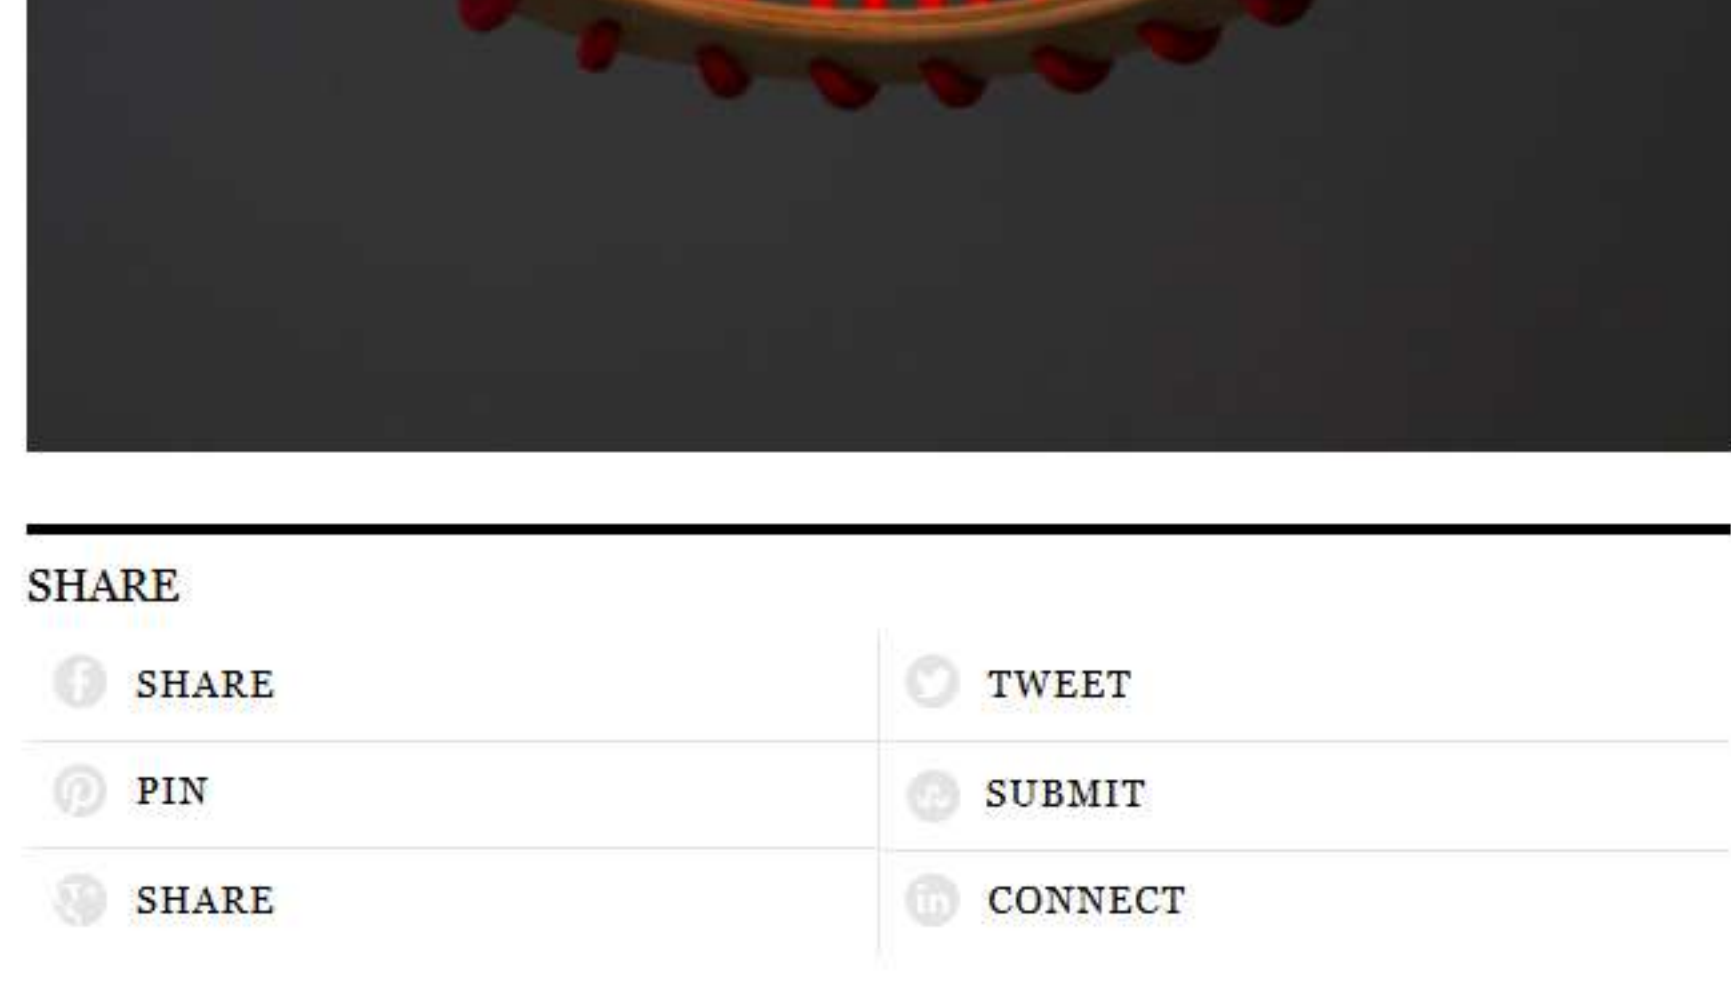 SHARE
SHARE
TWEET
PIN
SUBMIT
SHARE
CONNECT